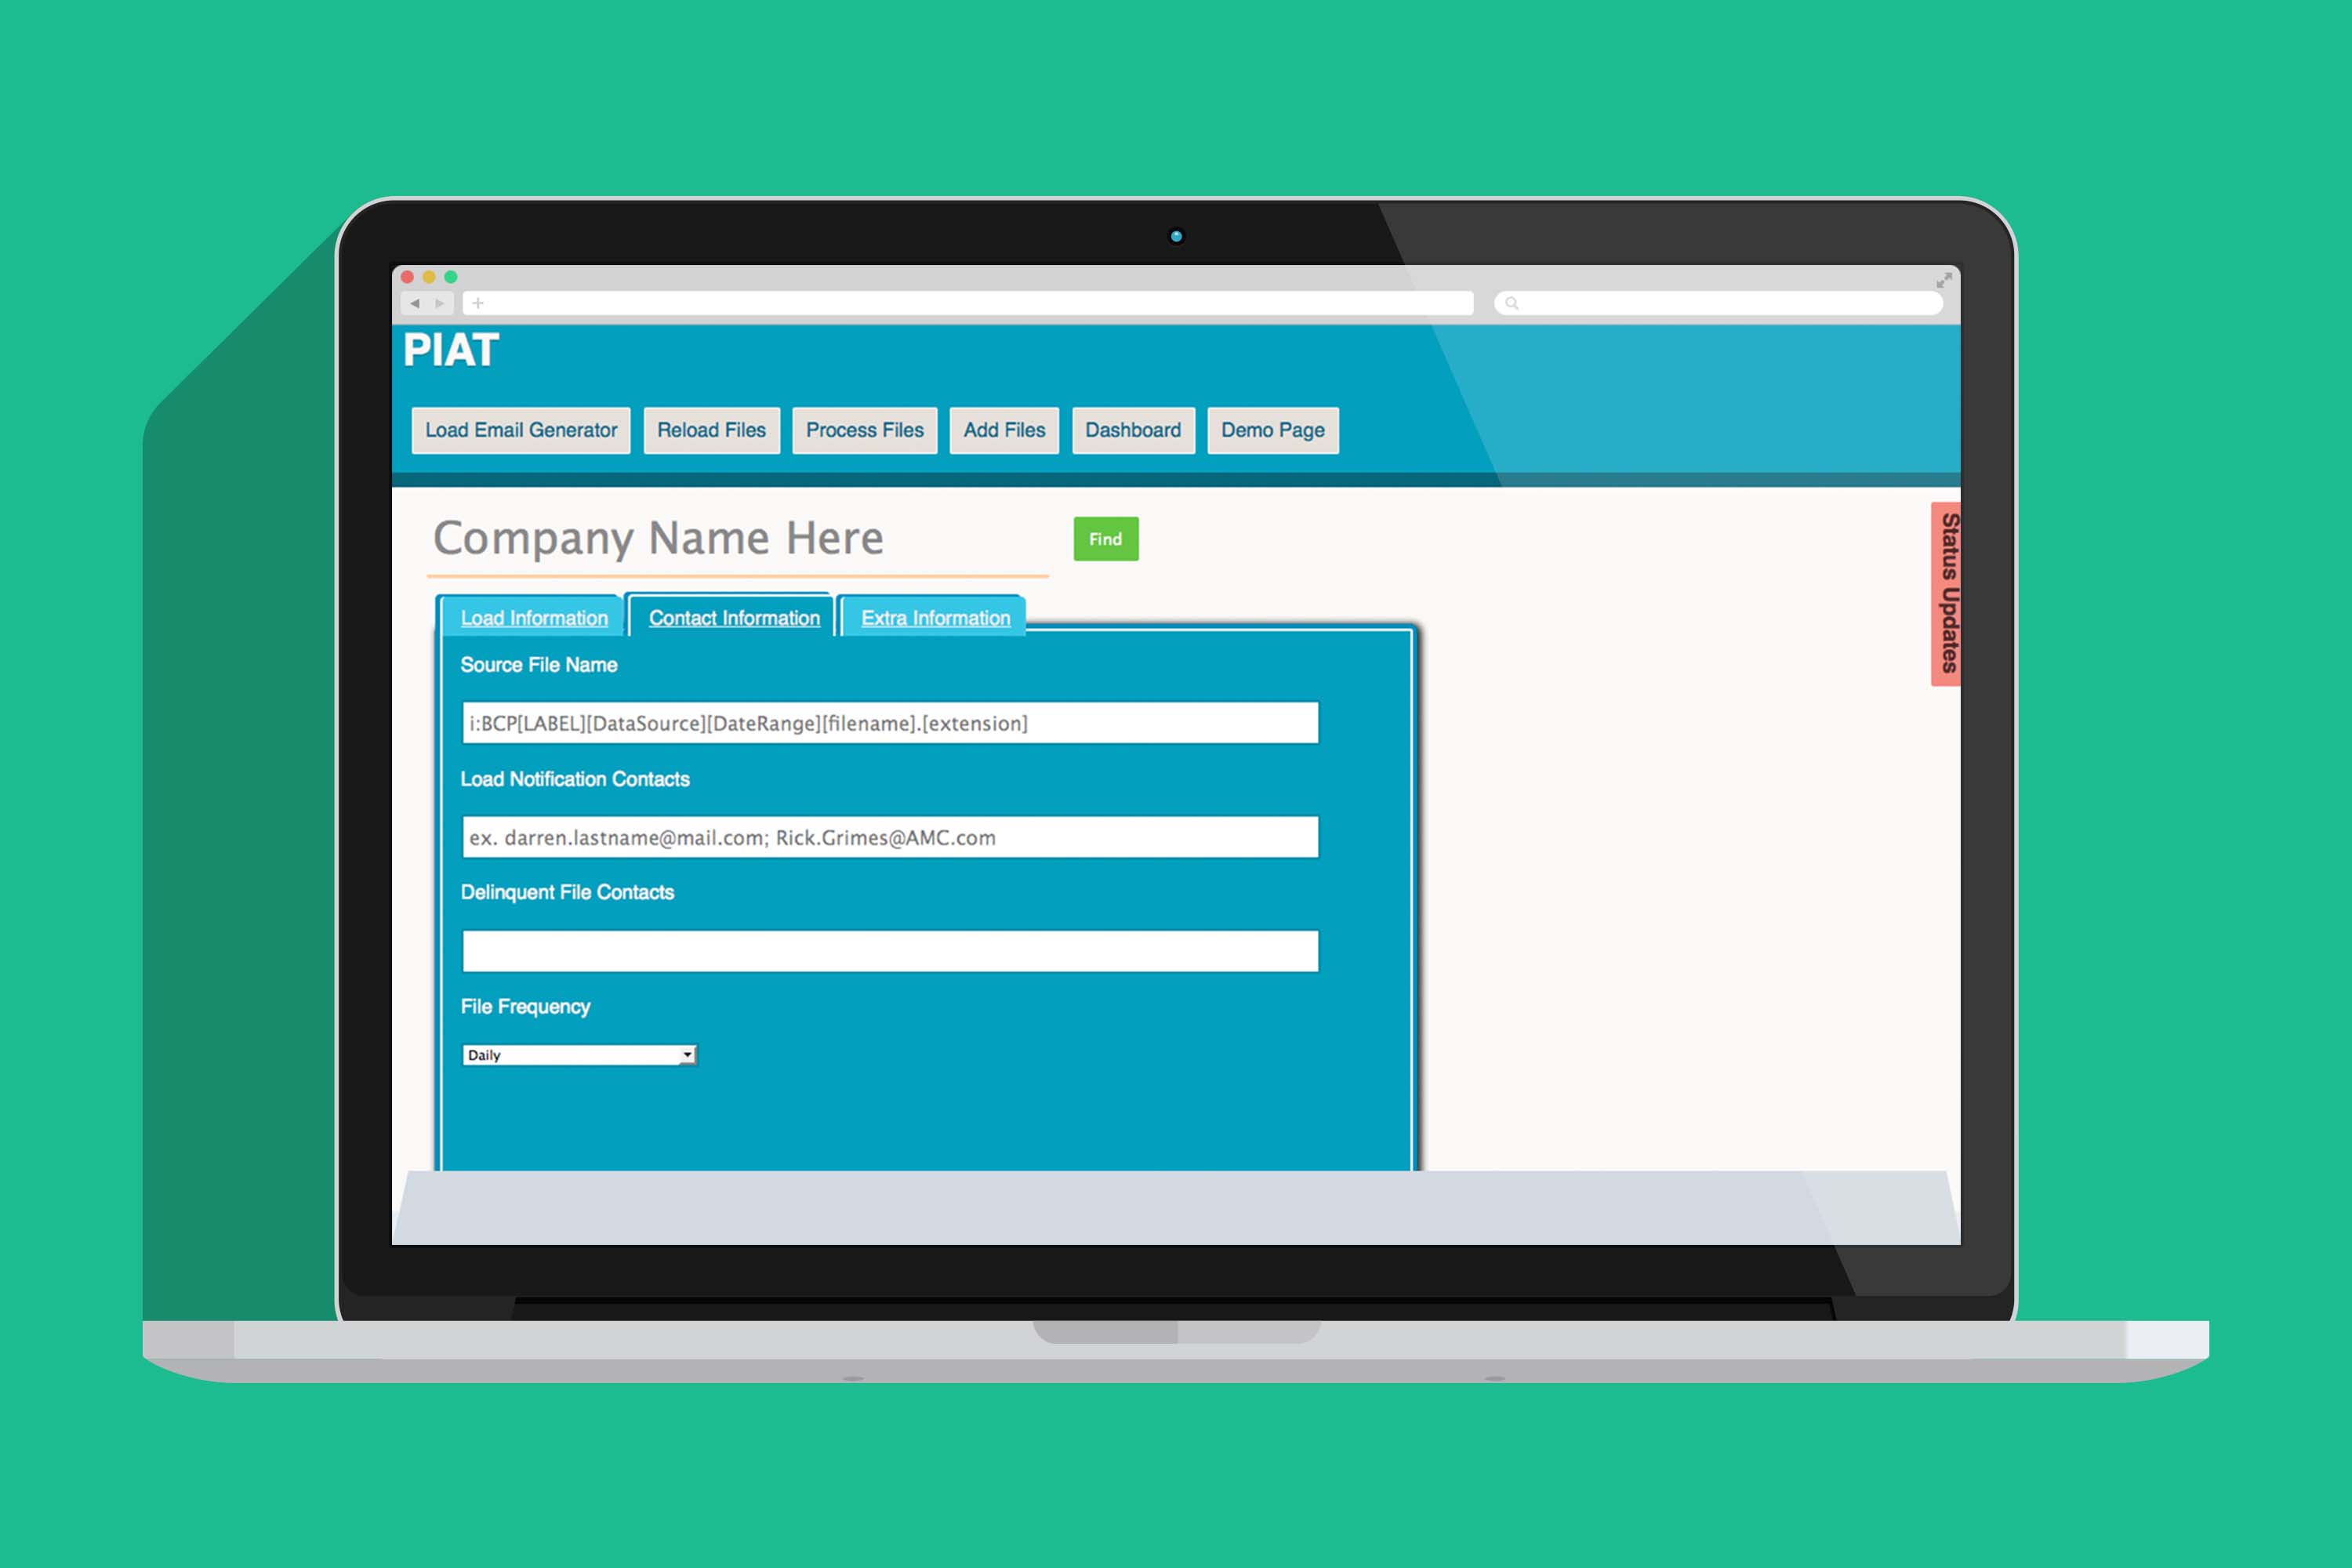 PIAT
Load Email Generator Reload Files Process Files Add Files Dashboard Demo Page
Company Name Here Find
Status Updates
Load Information Contact Information Extra Information
Source File Name
i:BCP[LABEL][DataSource][DateRange][filename].[extension]
Load Notification Contacts
ex. darren.lastname@mail.com; Rick.Grimes@AMC.com
Delinquent File Contacts
File Frequency
Daily